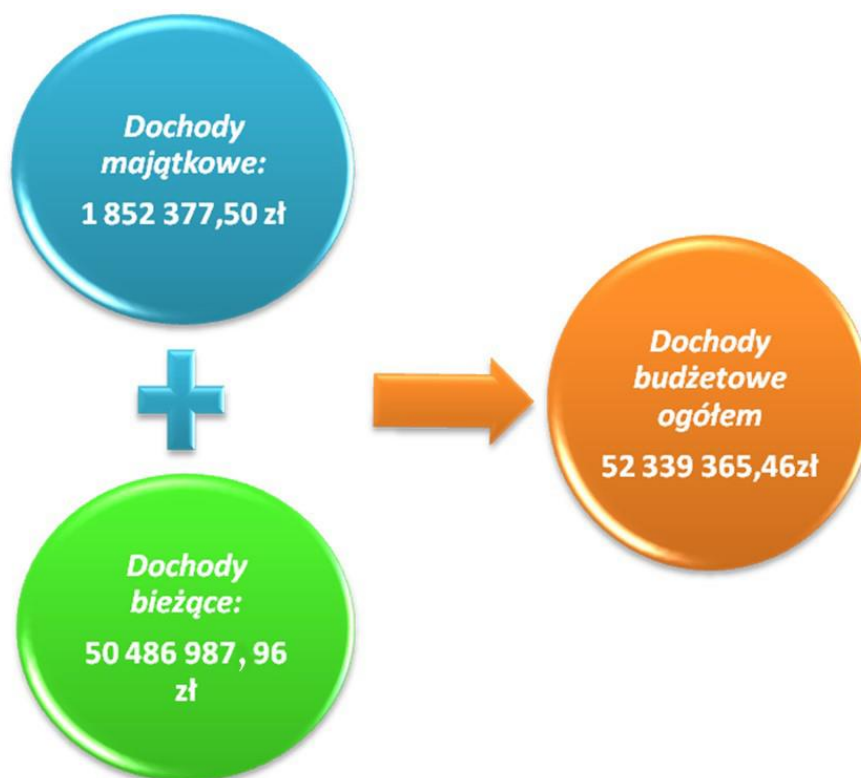 Dochody
majątkowe:
1 852 377,50 zł
Dochody
bieżące:
50 486 987, 96
zł
Dochody
budżetowe
ogółem
52 339 365,46zł